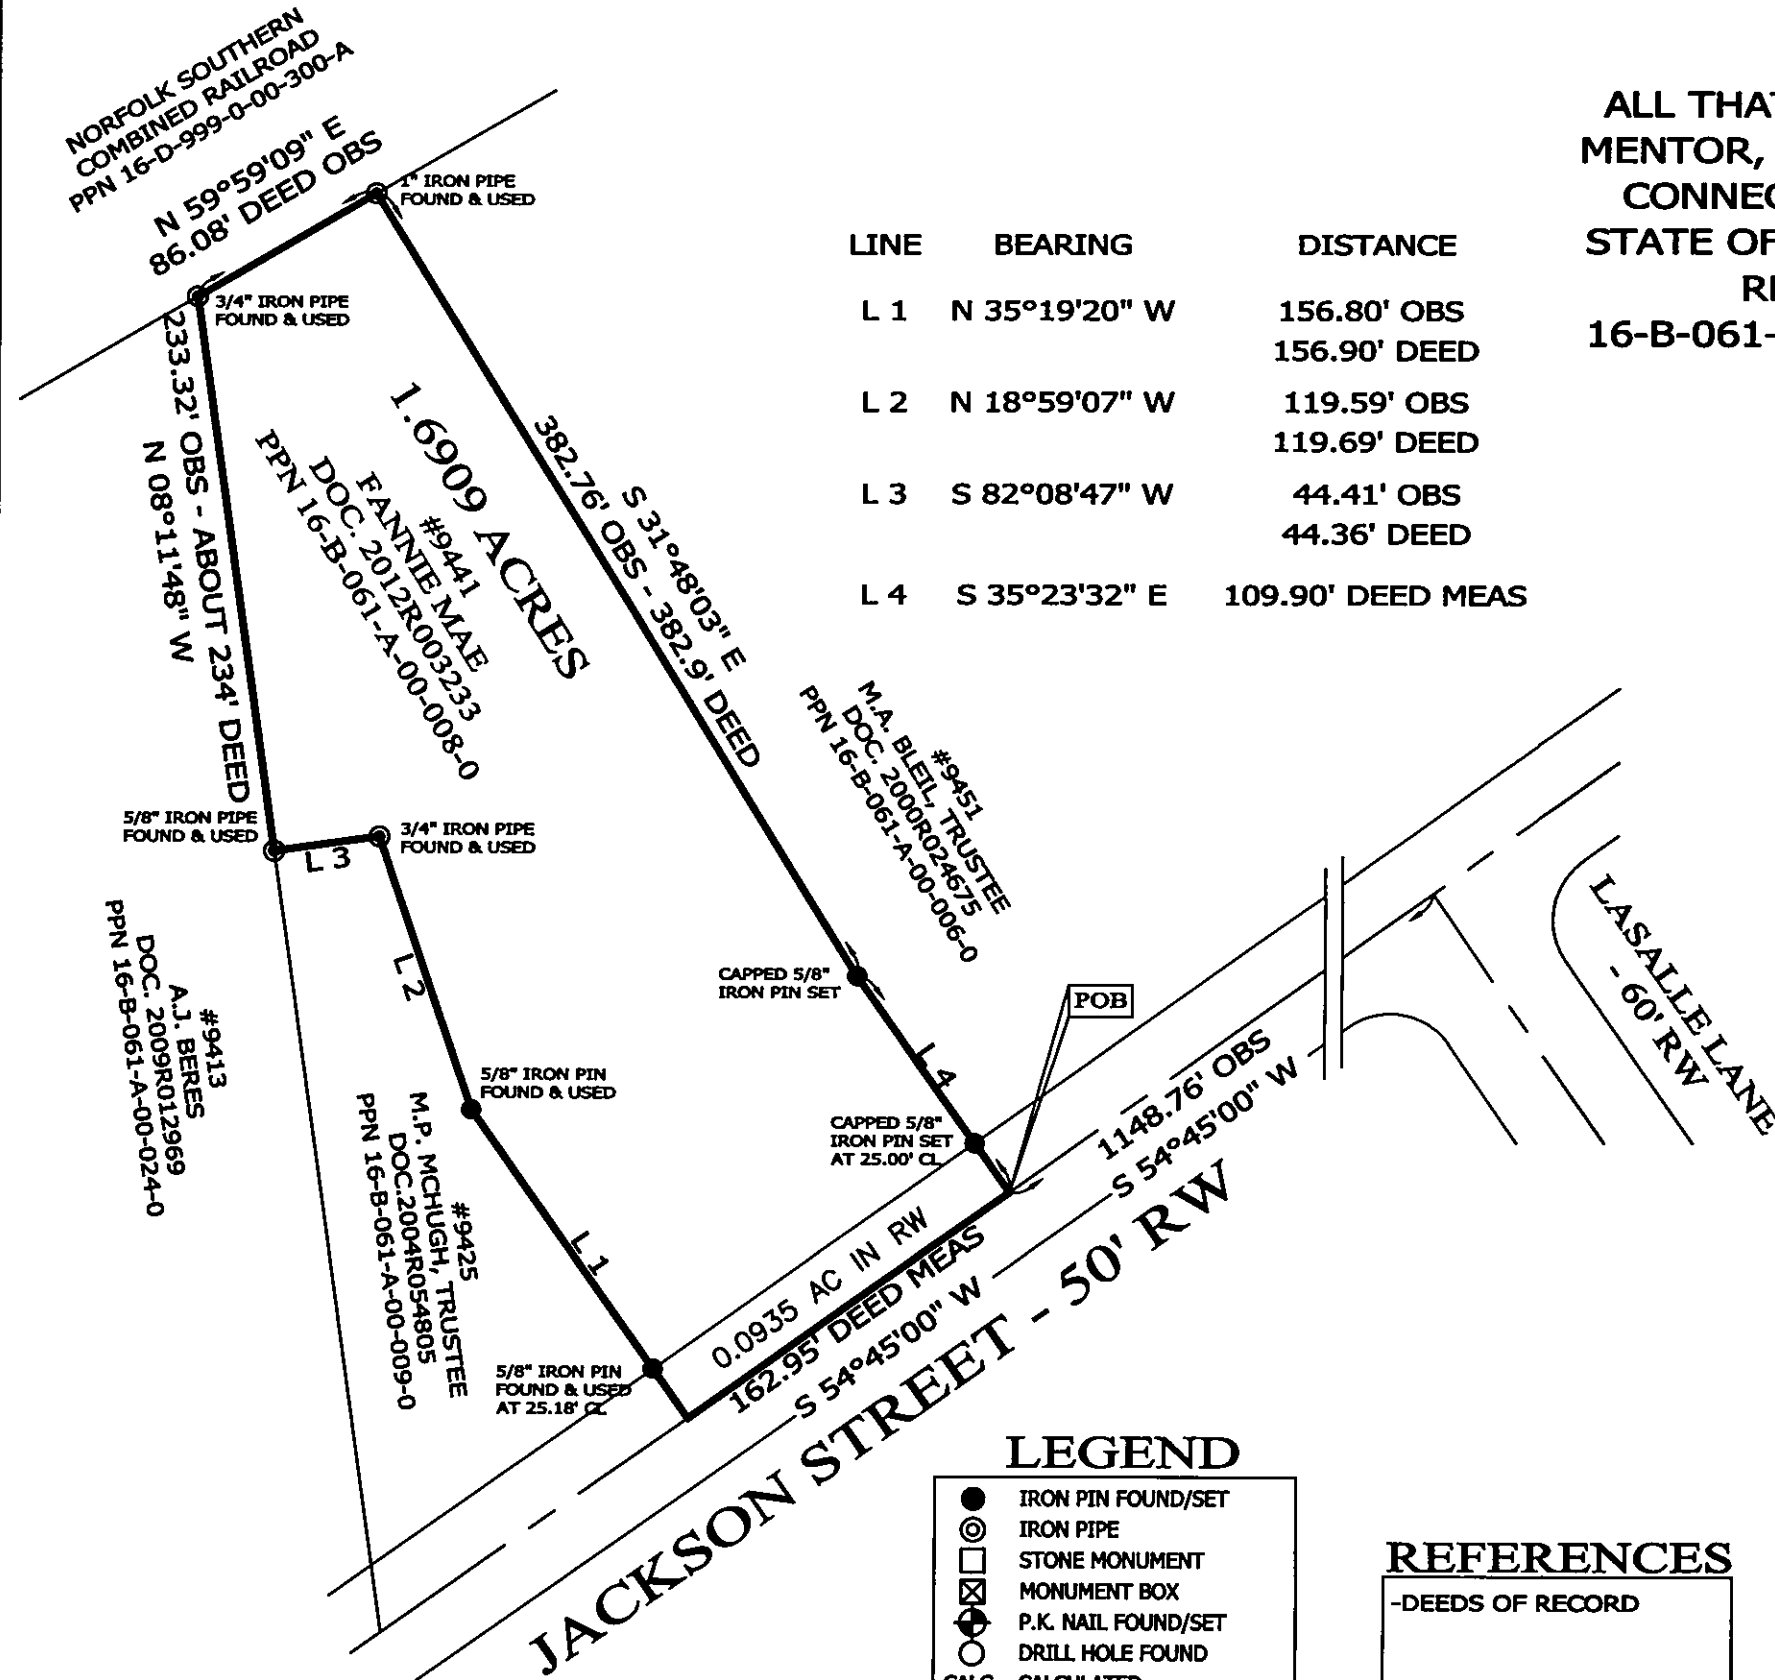 NORFOLK SOUTHERN
COMBINED RAILROAD
PPN 16-D-999-0-00-300-A
N 59°59'09" E
86.08' DEED OBS
1" IRON PIPE
FOUND & USED
3/4" IRON PIPE
FOUND & USED
233.32' OBS - ABOUT 234' DEED
N 08°11'48" W
1.6909 ACRES
#9441
FANNIE MAE
DOC. 2012R003233
PPN 16-B-061-A-00-008-0
S 31°48'03" E
382.76' OBS - 382.9' DEED
LINE BEARING DISTANCE
L 1 N 35°19'20" W 156.80' OBS
156.90' DEED
L 2 N 18°59'07" W 119.59' OBS
119.69' DEED
L 3 S 82°08'47" W 44.41' OBS
44.36' DEED
L 4 S 35°23'32" E 109.90' DEED MEAS
ALL THA
MENTOR,
CONNE
STATE OF
R
16-B-061-
#9451
M.A. BLEIL, TRUSTEE
DOC. 2000R024675
PPN 16-B-061-A-00-006-0
5/8" IRON PIPE
FOUND & USED
3/4" IRON PIPE
FOUND & USED
L 3
L 2
#9413
A.J. BERES
DOC. 2009R012969
PPN 16-B-061-A-00-024-0
5/8" IRON PIN
FOUND & USED
#9425
M.P. MCHUGH, TRUSTEE
DOC.2004R054805
PPN 16-B-061-A-00-009-0
L 1
CAPPED 5/8"
IRON PIN SET
L 4
POB
CAPPED 5/8"
IRON PIN SET
AT 25.00' CL
1148.76' OBS
S 54°45'00" W
LASALLE LANE
- 60' RW
5/8" IRON PIN
FOUND & USED
AT 25.18' CL
0.0935 AC IN RW
162.95' DEED MEAS
S 54°45'00" W
JACKSON STREET - 50' RW
LEGEND
IRON PIN FOUND/SET
IRON PIPE
STONE MONUMENT
MONUMENT BOX
P.K. NAIL FOUND/SET
DRILL HOLE FOUND
CALC CALCULATED
REFERENCES
-DEEDS OF RECORD